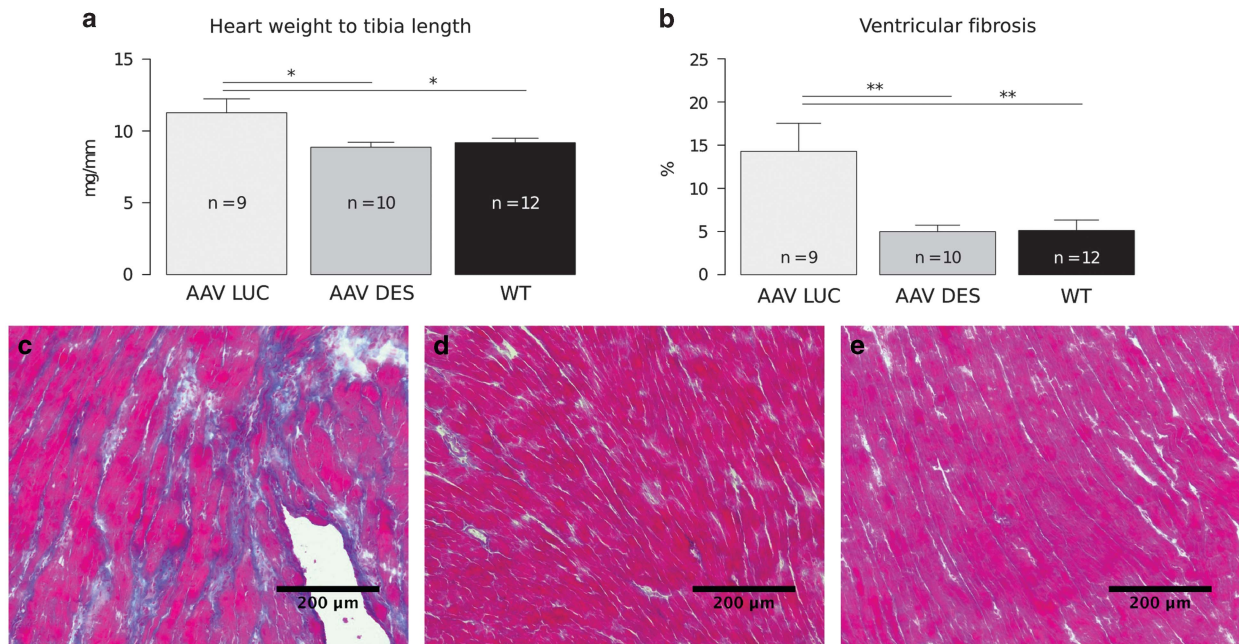 a
Heart weight to tibia length
15
10
5
0
mg/mm
*
*
n = 9
n = 10
n = 12
AAV LUC
AAV DES
WT
b
Ventricular fibrosis
25
20
15
10
5
0
%
**
**
n = 9
n = 10
n = 12
AAV LUC
AAV DES
WT
c
200 µm
d
200 µm
e
200 µm